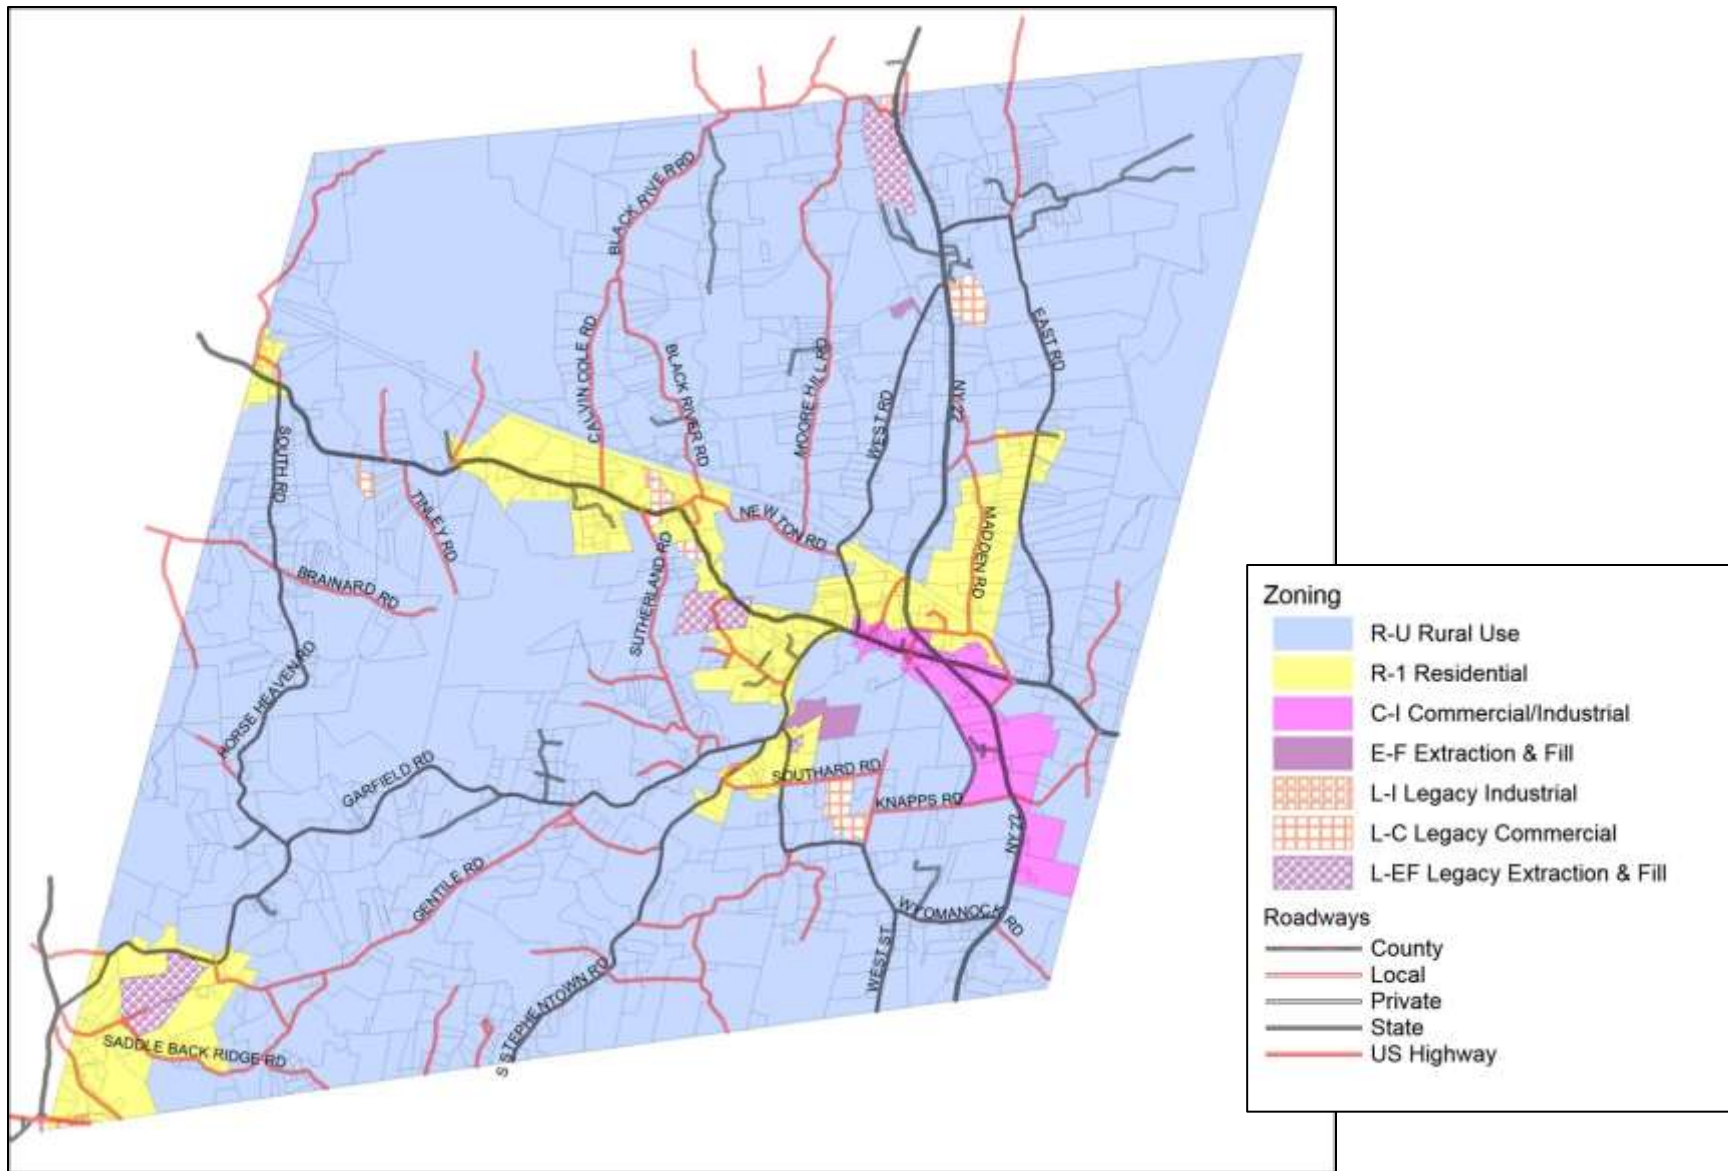 BLACK RIVER RD
CALVIN COLE RD
BLACK RIVER RD
MOORE HILL RD
WEST RD
NY 22
EAST RD
SOUTH RD
TINLEY RD
NEWTON RD
MADDEN RD
BRAINARD RD
SUTHERLAND RD
HORSE HEAVEN RD
GARFIELD RD
SOUTHARD RD
KNAPPS RD
NY 22
GENTILE RD
WYOMANOCK RD
WEST ST
S STEPHENTOWN RD
SADDLE BACK RIDGE RD
Zoning
R-U Rural Use
R-1 Residential
C-I Commercial/Industrial
E-F Extraction & Fill
L-I Legacy Industrial
L-C Legacy Commercial
L-EF Legacy Extraction & Fill
Roadways
County
Local
Private
State
US Highway